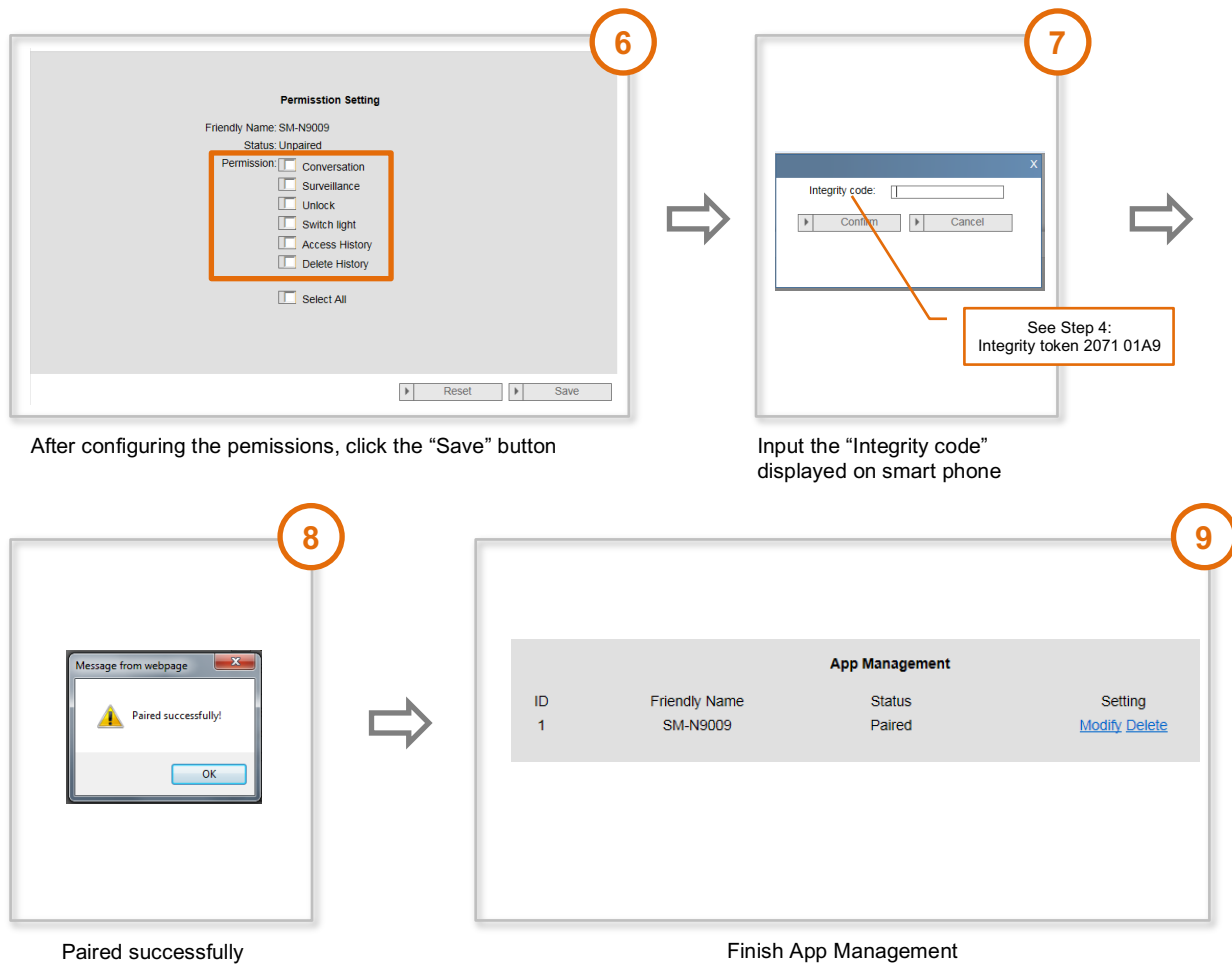 6
Permisstion Setting
Friendly Name: SM-N9009
Status: Unpaired
Permission: Conversation
Surveillance
Unlock
Switch light
Access History
Delete History
Select All
Reset Save
After configuring the pemissions, click the “Save” button
7
X
Integrity code:
Confirm Cancel
See Step 4:
Integrity token 2071 01A9
Input the “Integrity code”
displayed on smart phone
8
Message from webpage
Paired successfully!
OK
Paired successfully
9
App Management
ID Friendly Name Status Setting
1 SM-N9009 Paired Modify Delete
Finish App Management